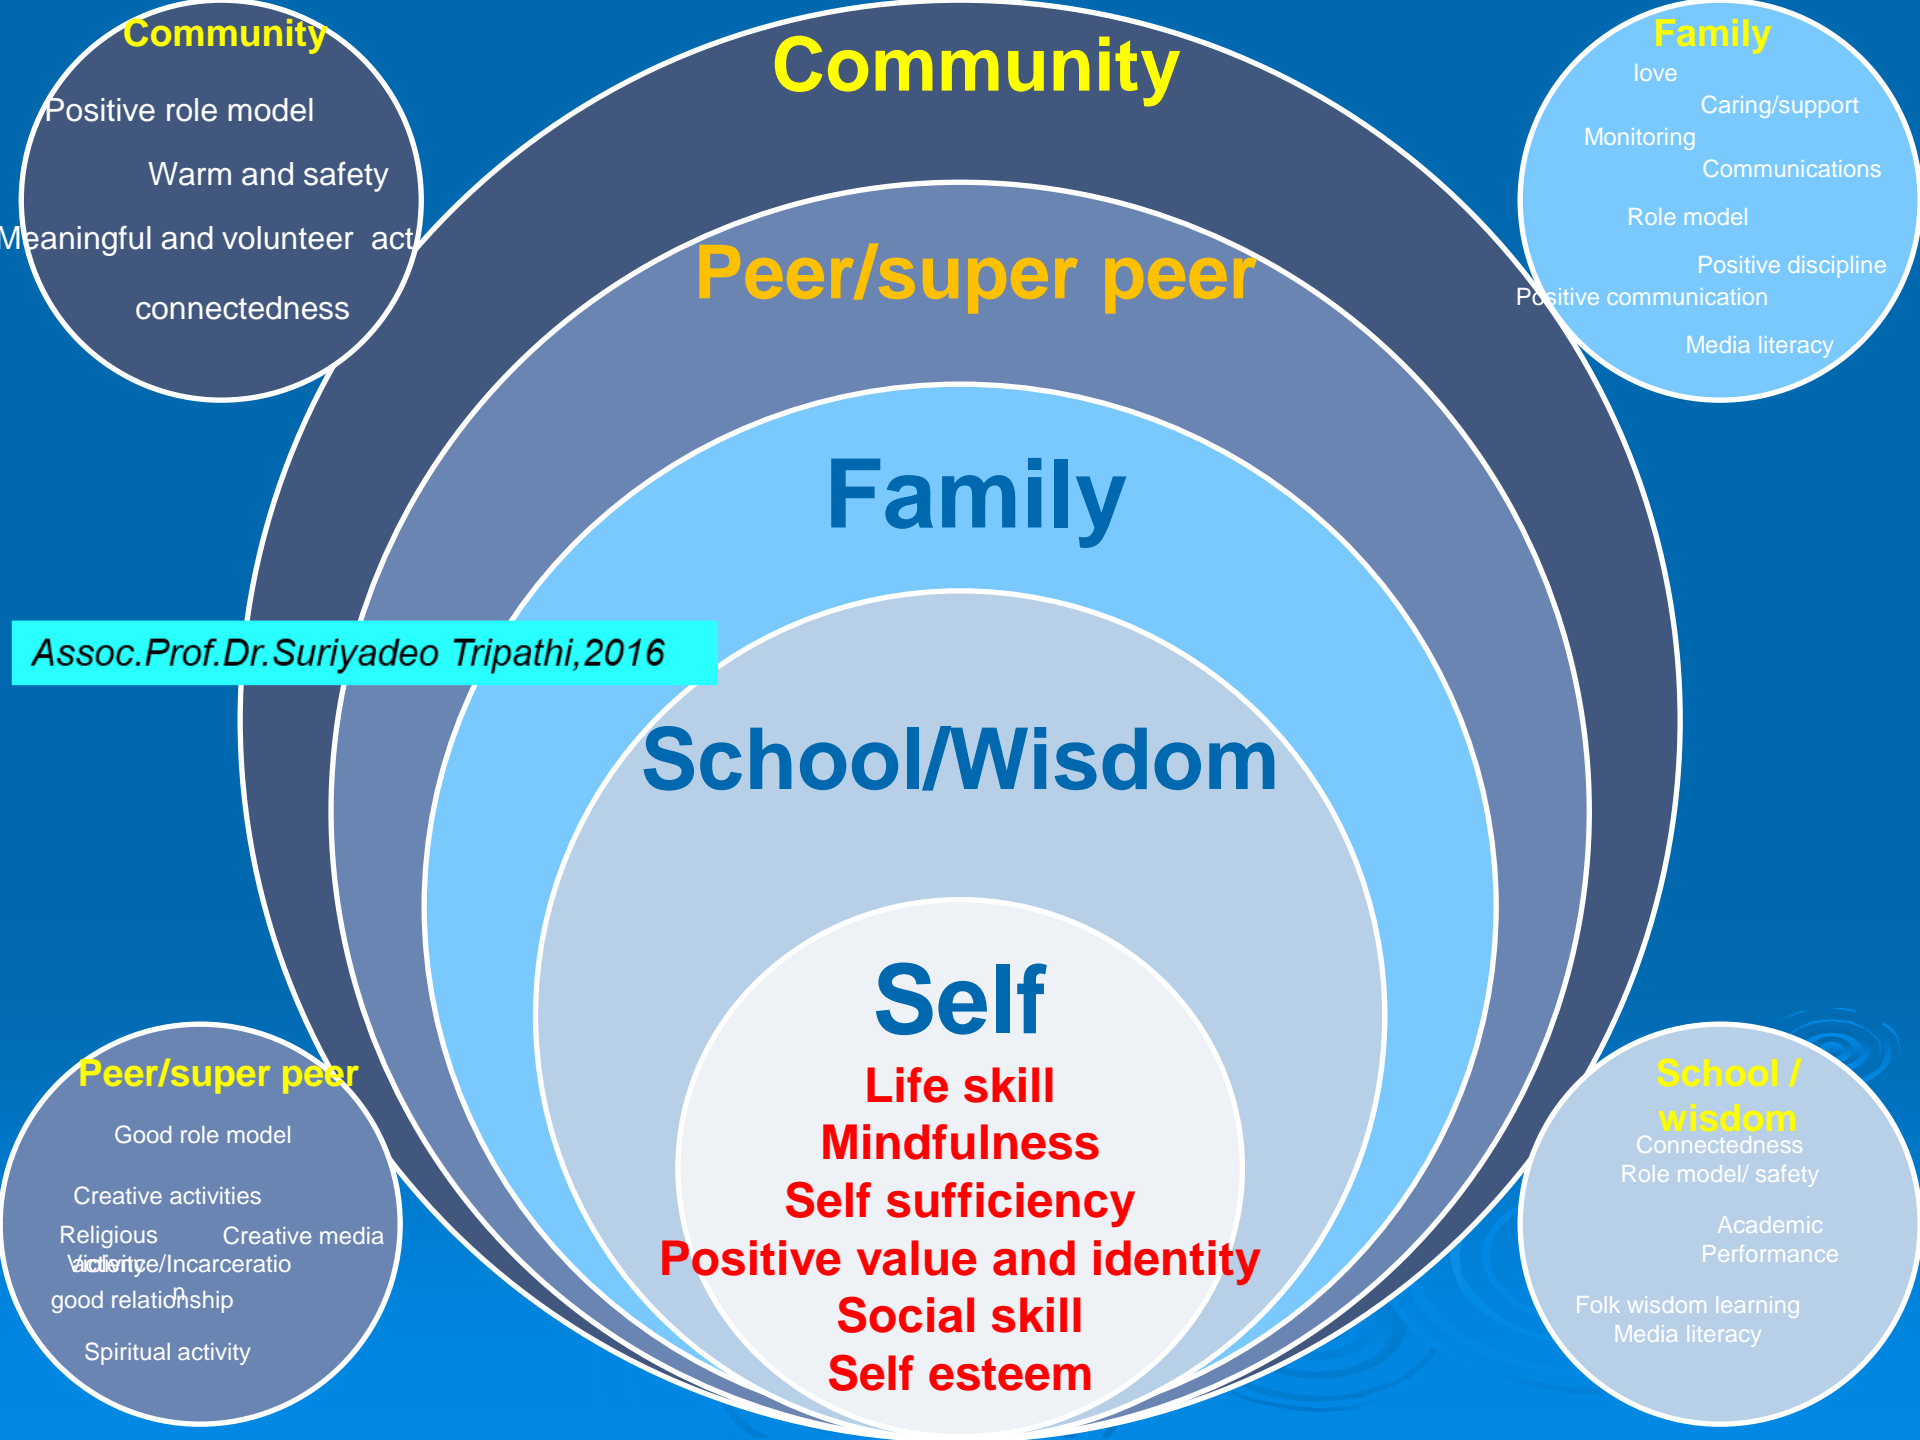 Community
Positive role model
Warm and safety
Meaningful and volunteer act
connectedness
Community
Peer/super peer
Family
School/Wisdom
Self
Life skill
Mindfulness
Self sufficiency
Positive value and identity
Social skill
Self esteem
Family
love
Caring/support
Monitoring
Communications
Role model
Positive discipline
Positive communication
Media literacy
Assoc.Prof.Dr.Suriyadeo Tripathi,2016
Peer/super peer
Good role model
Creative activities
Religious
activity
Creative media
Violence/Incarceratio
n
good relationship
Spiritual activity
School /
wisdom
Connectedness
Role model/ safety
Academic
Performance
Folk wisdom learning
Media literacy